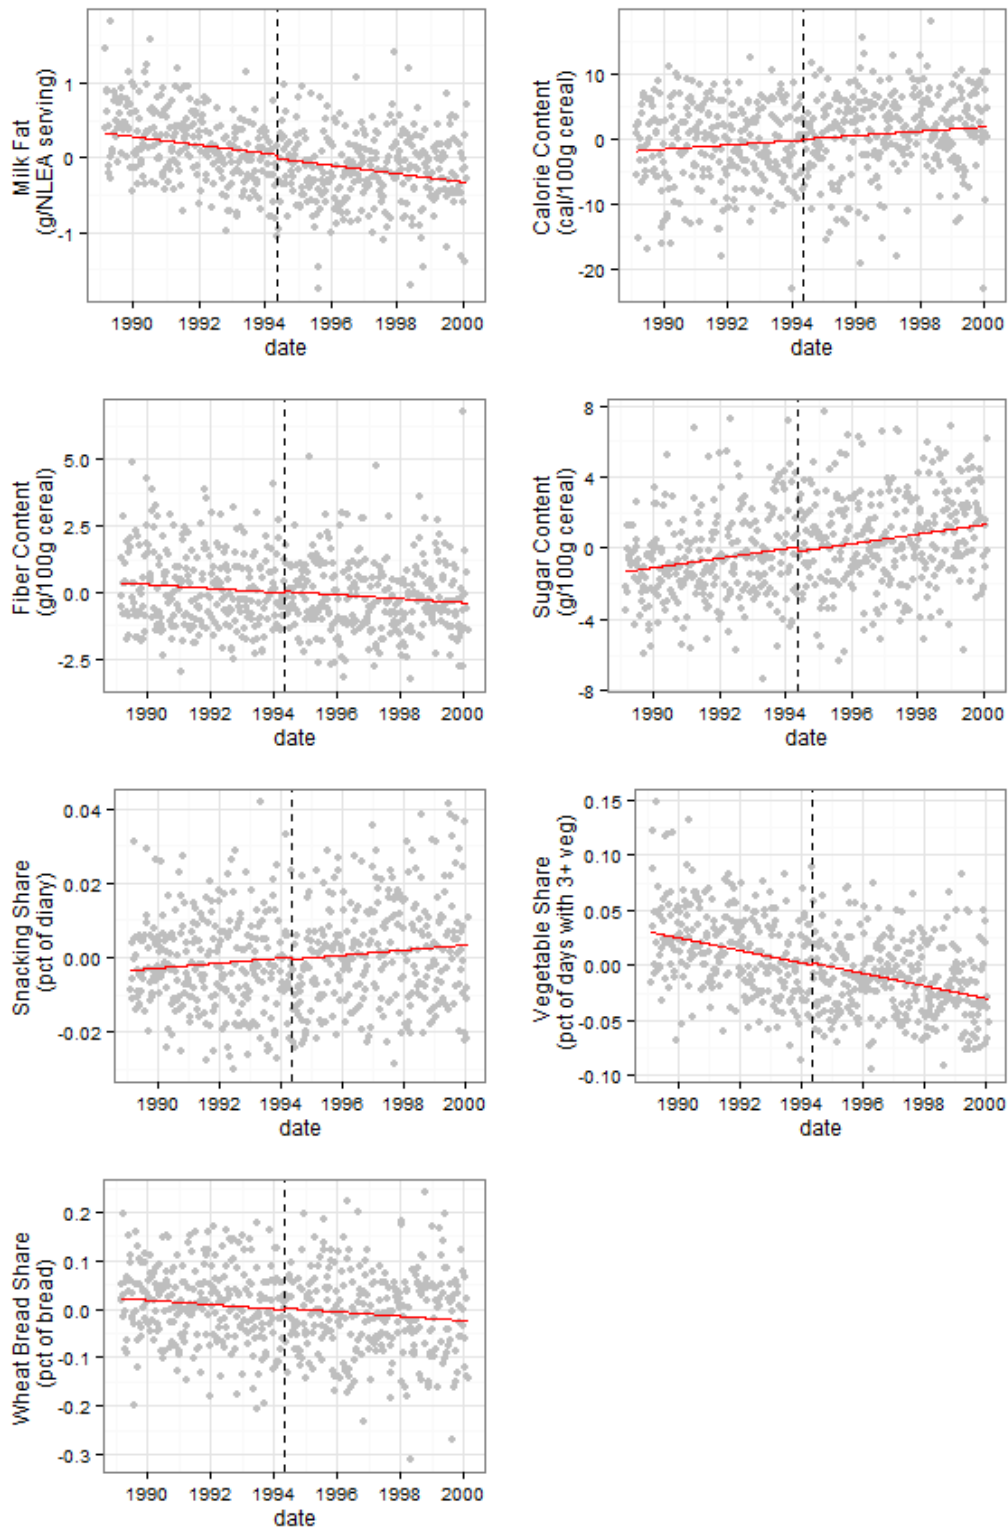 Milk Fat
(g/NLEA serving)
1
0
-1
1990 1992 1994 1996 1998 2000
date
Calorie Content
(cal/100g cereal)
10
0
-10
-20
1990 1992 1994 1996 1998 2000
date
Fiber Content
(g/100g cereal)
5.0
2.5
0.0
-2.5
1990 1992 1994 1996 1998 2000
date
Sugar Content
(g/100g cereal)
8
4
0
-4
-8
1990 1992 1994 1996 1998 2000
date
Snacking Share
(pct of diary)
0.04
0.02
0.00
-0.02
1990 1992 1994 1996 1998 2000
date
Vegetable Share
(pct of days with 3+ veg)
0.15
0.10
0.05
0.00
-0.05
-0.10
1990 1992 1994 1996 1998 2000
date
Wheat Bread Share
(pct of bread)
0.2
0.1
0.0
-0.1
-0.2
-0.3
1990 1992 1994 1996 1998 2000
date